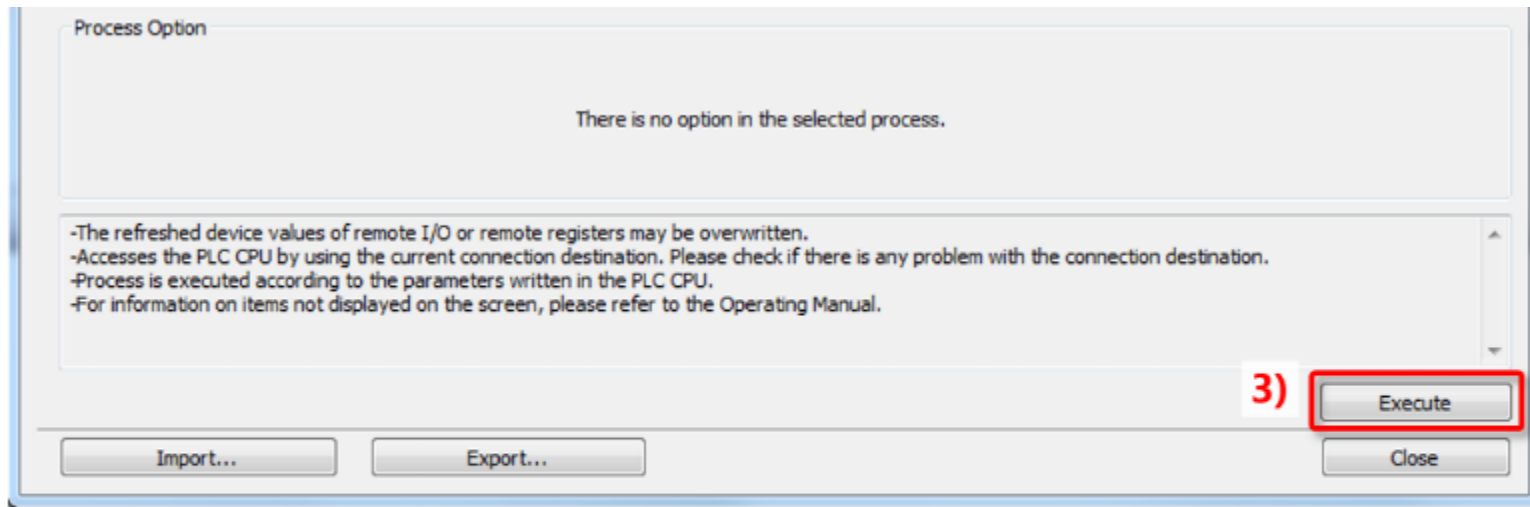 Process Option
There is no option in the selected process.
-The refreshed device values of remote I/O or remote registers may be overwritten.
-Accesses the PLC CPU by using the current connection destination. Please check if there is any problem with the connection destination.
-Process is executed according to the parameters written in the PLC CPU.
-For information on items not displayed on the screen, please refer to the Operating Manual.
3)
Execute
Import...
Export...
Close